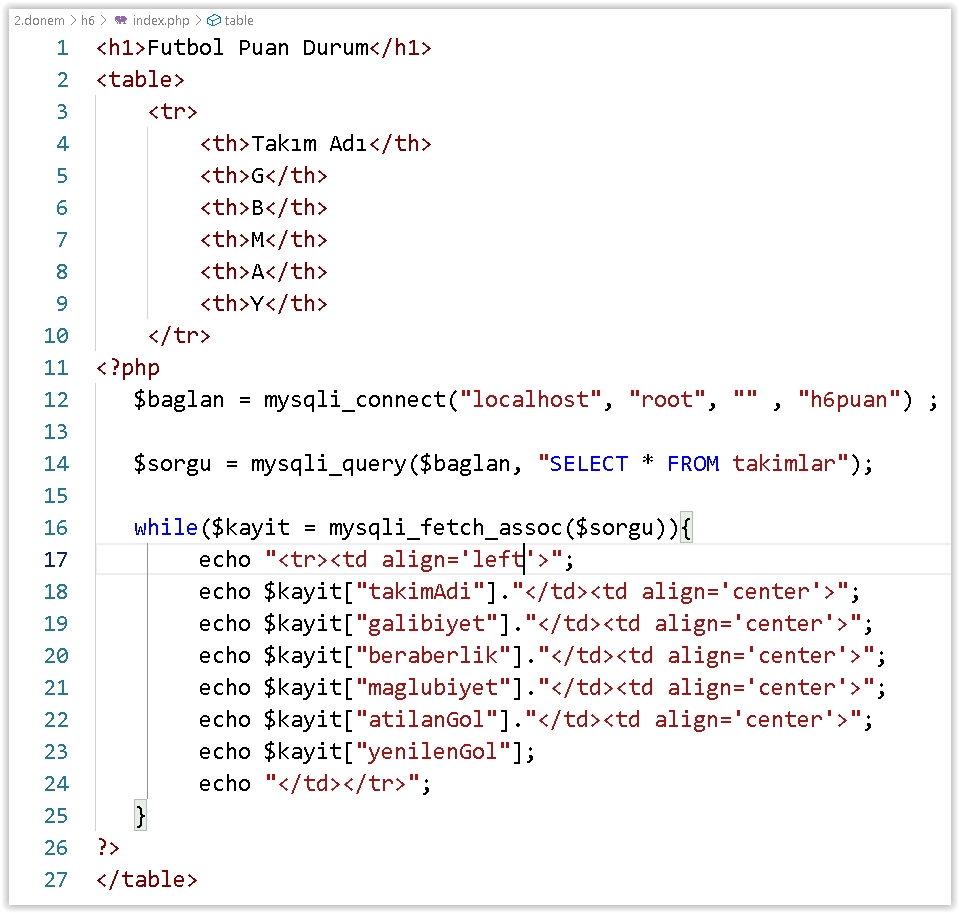 2.donem > h6 > index.php > table
1 <h1>Futbol Puan Durum</h1>
2 <table>
3     <tr>
4         <th>Takım Adı</th>
5         <th>G</th>
6         <th>B</th>
7         <th>M</th>
8         <th>A</th>
9         <th>Y</th>
10     </tr>
11 <?php
12    $baglan = mysqli_connect("localhost", "root", "" , "h6puan") ;
13
14    $sorgu = mysqli_query($baglan, "SELECT * FROM takimlar");
15
16    while($kayit = mysqli_fetch_assoc($sorgu)){
17         echo "<tr><td align='left'>";
18         echo $kayit["takimAdi"]."</td><td align='center'>";
19         echo $kayit["galibiyet"]."</td><td align='center'>";
20         echo $kayit["beraberlik"]."</td><td align='center'>";
21         echo $kayit["maglubiyet"]."</td><td align='center'>";
22         echo $kayit["atilanGol"]."</td><td align='center'>";
23         echo $kayit["yenilenGol"];
24         echo "</td></tr>";
25    }
26 ?>
27 </table>